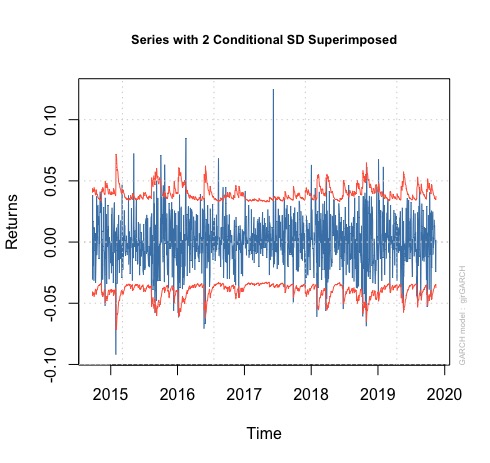 Series with 2 Conditional SD Superimposed
0.10
0.05
0.00
-0.05
-0.10
Returns
2015 2016 2017 2018 2019 2020
Time
GARCH model : gjrGARCH